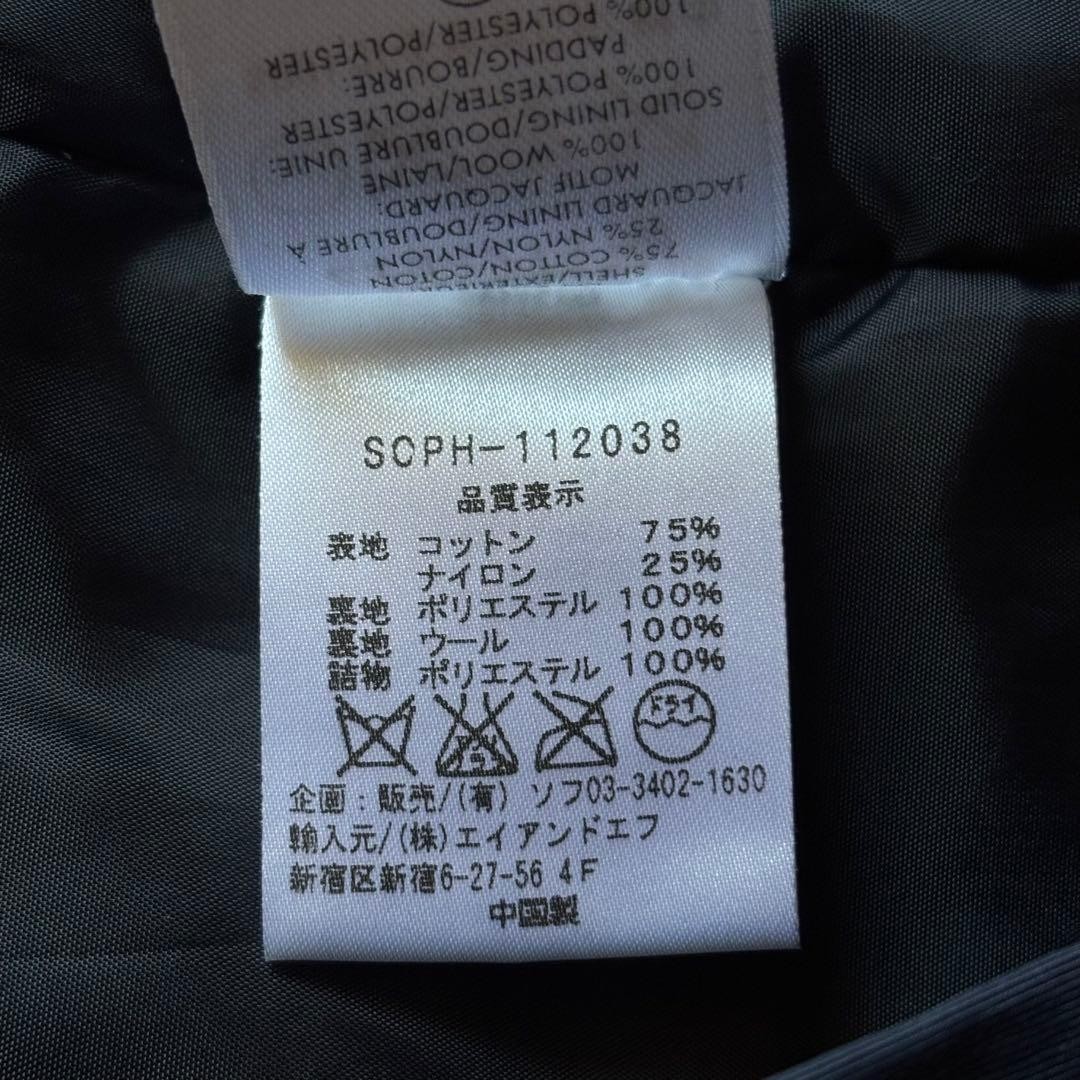 SHELL/EXTERIEUR
75% COTTON/COTON
25% NYLON/NYLON
JACQUARD LINING/DOUBLURE À
MOTIF JACQUARD:
100% WOOL/LAINE
SOLID LINING/DOUBLURE UNIE:
100% POLYESTER/POLYESTER
PADDING/BOURRE:
100% POLYESTER/POLYESTER
SCPH-112038
品質表示
表地 コットン 75%
ナイロン 25%
裏地 ポリエステル 100%
裏地 ウール 100%
詰物 ポリエステル 100%
ドライ
企画:販売/(有) ソフ03-3402-1630
輸入元/(株)エイアンドエフ
新宿区新宿6-27-56 4F
中国製